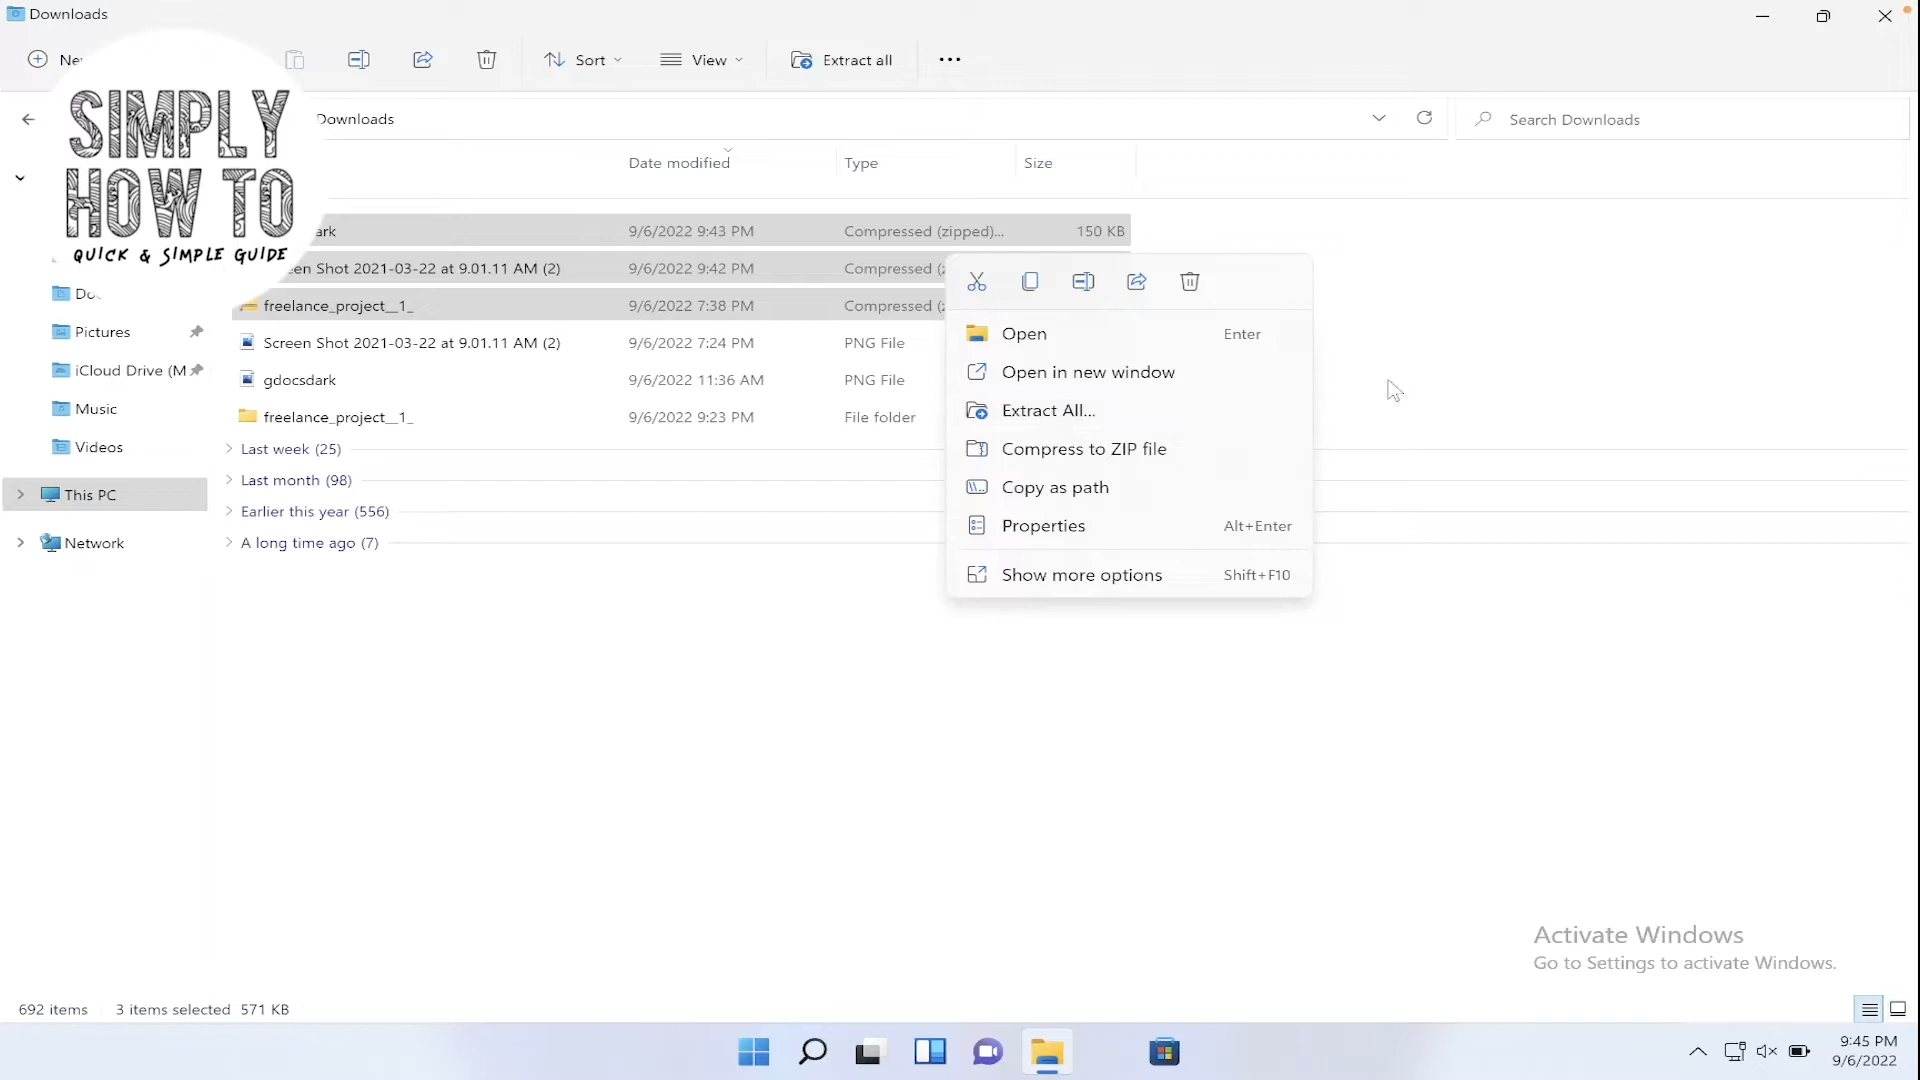 Downloads
Sort
View
Extract all
Downloads
Search Downloads
SIMPLY
HOW TO
QUICK & SIMPLE GUIDE
Date modified
Type
Size
9/6/2022 9:43 PM
Compressed (zipped)...
150 KB
Screen Shot 2021-03-22 at 9.01.11 AM (2)
9/6/2022 9:42 PM
Compressed (z
freelance_project__1_
9/6/2022 7:38 PM
Compressed (z
Screen Shot 2021-03-22 at 9.01.11 AM (2)
9/6/2022 7:24 PM
PNG File
gdocsdark
9/6/2022 11:36 AM
PNG File
freelance_project__1_
9/6/2022 9:23 PM
File folder
Last week (25)
Last month (98)
Earlier this year (556)
A long time ago (7)
Pictures
iCloud Drive (M
Music
Videos
This PC
Network
Open
Enter
Open in new window
Extract All...
Compress to ZIP file
Copy as path
Properties
Alt+Enter
Show more options
Shift+F10
Activate Windows
Go to Settings to activate Windows.
692 items
3 items selected 571 KB
9:45 PM
9/6/2022